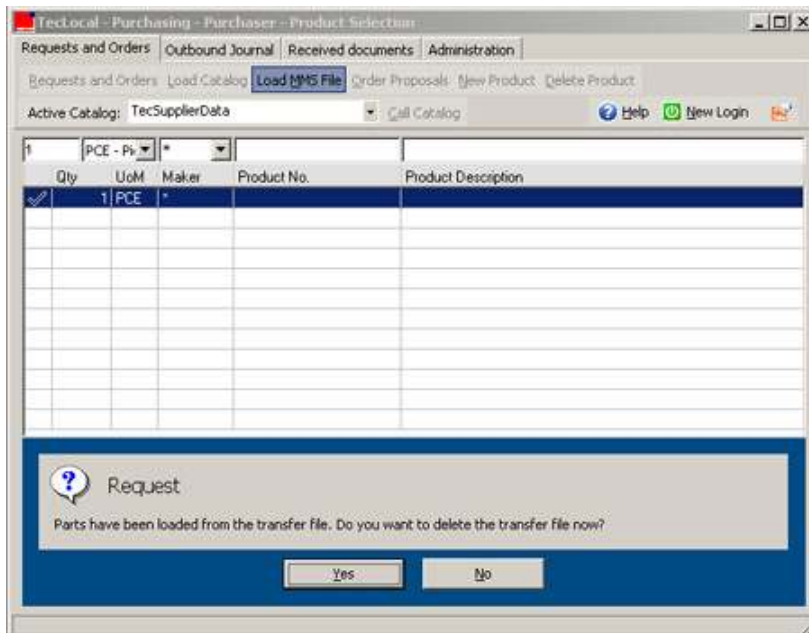 TecLocal - Purchasing - Purchaser - Product Selection
Requests and Orders Outbound Journal Received documents Administration
Requests and Orders Load Catalog Load MMS File Order Proposals New Product Delete Product
Active Catalog: TecSupplierData Call Catalog Help New Login
1 PCE - Pi *
Qty UoM Maker Product No. Product Description
1 PCE *
?
Request
Parts have been loaded from the transfer file. Do you want to delete the transfer file now?
Yes No